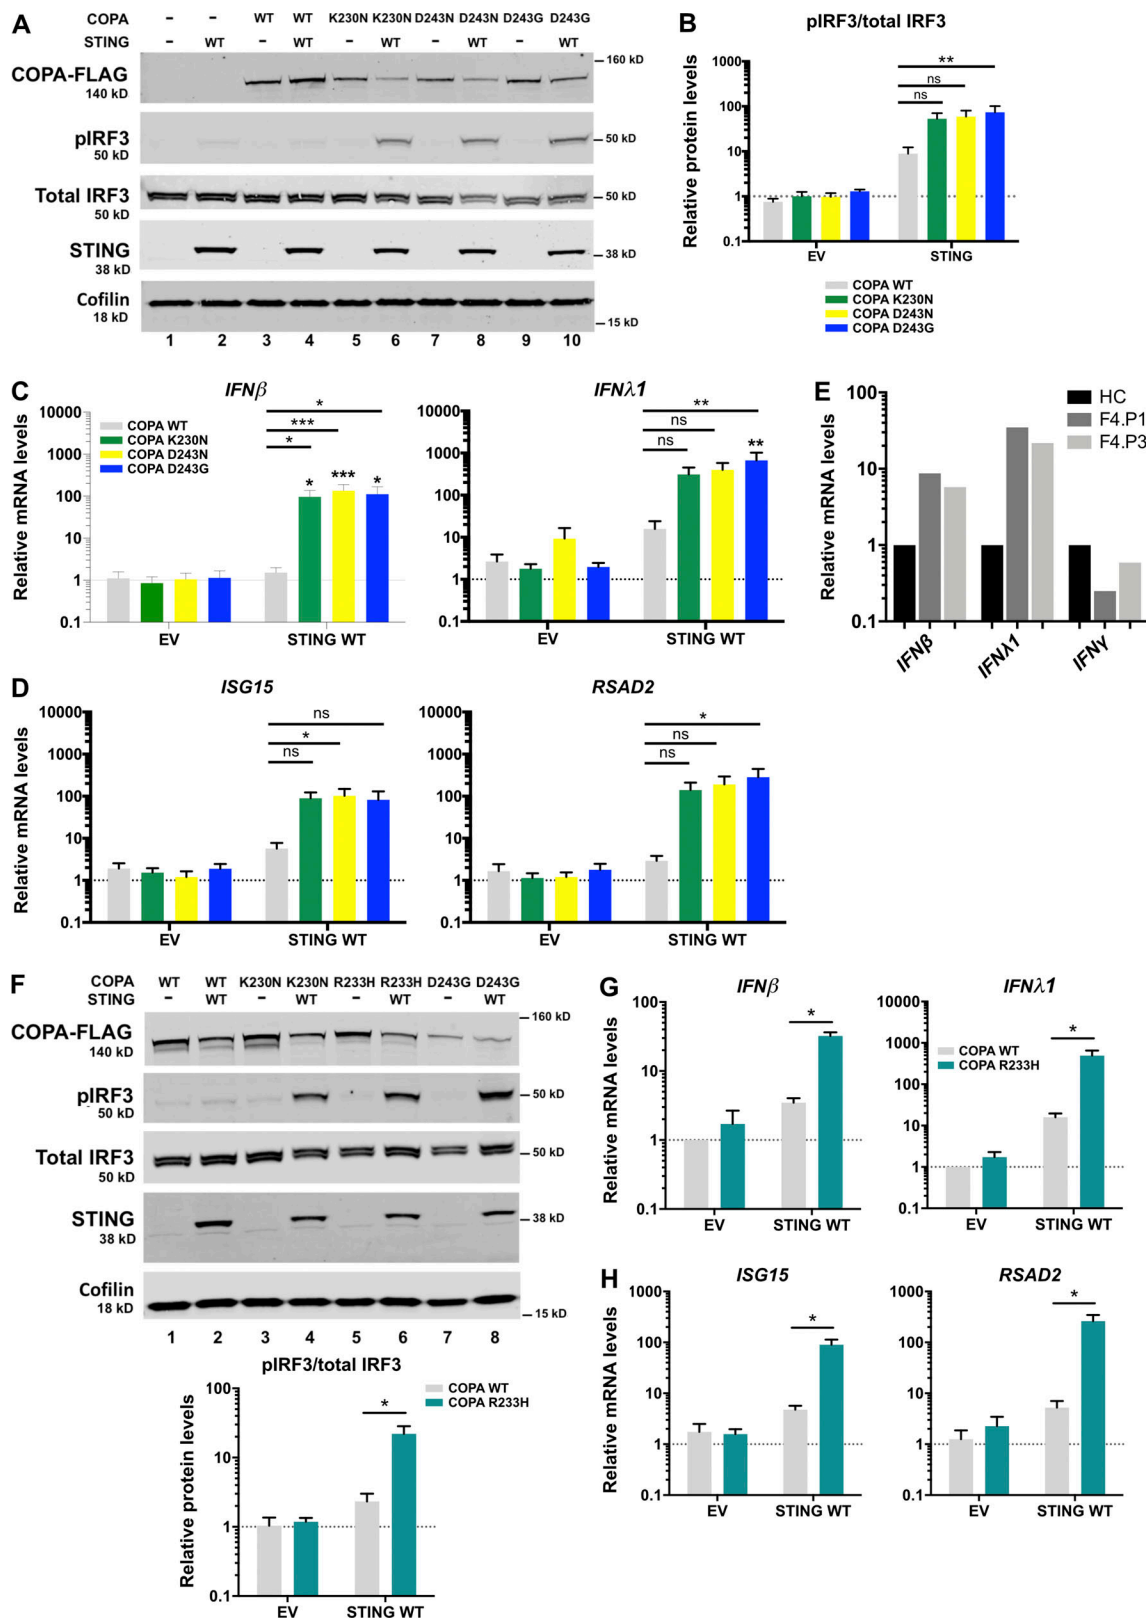 A
COPA – – WT WT K230N K230N D243N D243N D243G D243G
STING – WT – WT – WT – WT – WT
COPA-FLAG
140 kD
160 kD
pIRF3
50 kD
50 kD
Total IRF3
50 kD
50 kD
STING
38 kD
38 kD
Cofilin
18 kD
15 kD
1 2 3 4 5 6 7 8 9 10
B
pIRF3/total IRF3
Relative protein levels
1000
100
10
1
0.1
**
ns
ns
EV STING
COPA WT
COPA K230N
COPA D243N
COPA D243G
C
IFNβ
Relative mRNA levels
10000
1000
100
10
1
0.1
COPA WT
COPA K230N
COPA D243N
COPA D243G
*
***
*
* *** *
EV STING WT
IFNλ1
10000
1000
100
10
1
0.1
**
ns
ns
**
EV STING WT
E
Relative mRNA levels
100
10
1
0.1
HC
F4.P1
F4.P3
IFNβ IFNλ1 IFNγ
D
ISG15
Relative mRNA levels
10000
1000
100
10
1
0.1
ns
*
ns
EV STING WT
RSAD2
10000
1000
100
10
1
0.1
*
ns
ns
EV STING WT
F
COPA WT WT K230N K230N R233H R233H D243G D243G
STING – WT – WT – WT – WT
COPA-FLAG
140 kD
160 kD
pIRF3
50 kD
50 kD
Total IRF3
50 kD
50 kD
STING
38 kD
38 kD
Cofilin
18 kD
15 kD
1 2 3 4 5 6 7 8
pIRF3/total IRF3
Relative protein levels
100
10
1
0.1
COPA WT
COPA R233H
*
EV STING WT
G
IFNβ
Relative mRNA levels
100
10
1
0.1
*
EV STING WT
IFNλ1
10000
1000
100
10
1
0.1
COPA WT
COPA R233H
*
EV STING WT
H
ISG15
Relative mRNA levels
1000
100
10
1
0.1
*
EV STING WT
RSAD2
1000
100
10
1
0.1
*
EV STING WT